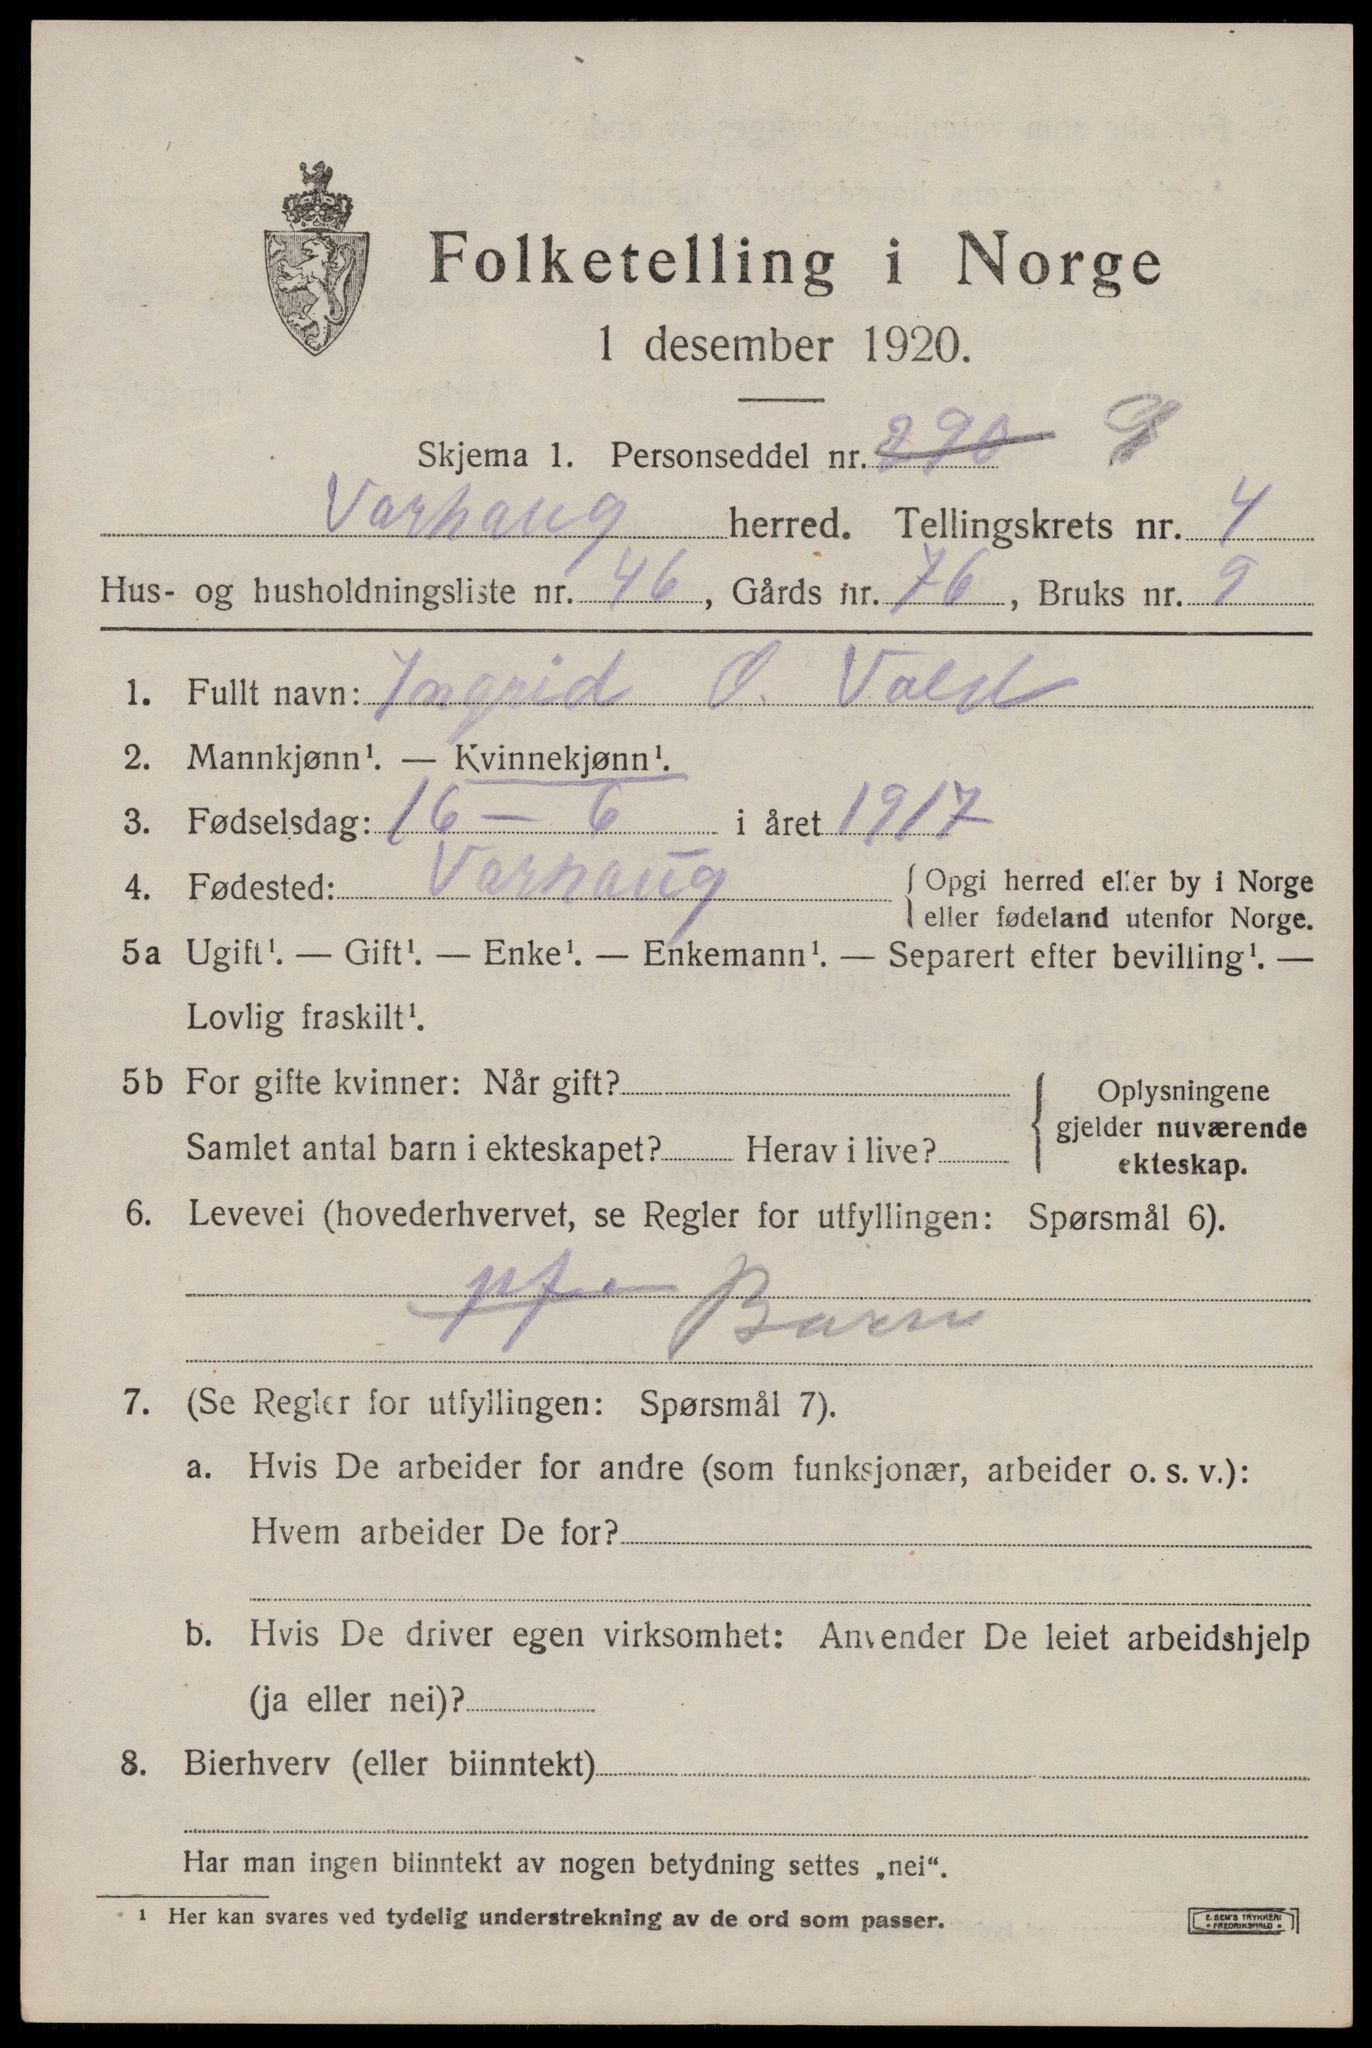 Folketelling i Norge
1 desember 1920.
Skjema 1. Personseddel nr. 290
Varhaug herred. Tellingskrets nr. 4
Hus- og husholdningsliste nr. 46, Gårds nr. 76, Bruks nr. 9
1. Fullt navn: Ingrid O. Vold
2. Mannkjønn¹. — Kvinnekjønn¹.
3. Fødselsdag: 16 – 6 i året 1917
4. Fødested: Varhaug {Opgi herred eller by i Norge
eller fødeland utenfor Norge.
5a Ugift¹. — Gift¹. — Enke¹. — Enkemann¹. — Separert efter bevilling¹. —
Lovlig fraskilt¹.
5b For gifte kvinner: Når gift? { Oplysningene
gjelder nuværende
Samlet antal barn i ekteskapet? Herav i live? ekteskap.
6. Levevei (hovederhvervet, se Regler for utfyllingen: Spørsmål 6).
Barn
7. (Se Regler for utfyllingen: Spørsmål 7).
a. Hvis De arbeider for andre (som funksjonær, arbeider o. s. v.):
Hvem arbeider De for?
b. Hvis De driver egen virksomhet: Anvender De leiet arbeidshjelp
(ja eller nei)?
8. Bierhverv (eller biinntekt)
Har man ingen biinntekt av nogen betydning settes „nei“.
¹ Her kan svares ved tydelig understrekning av de ord som passer.
E. SEM'S TRYKKERI
• FREDRIKSHALD •